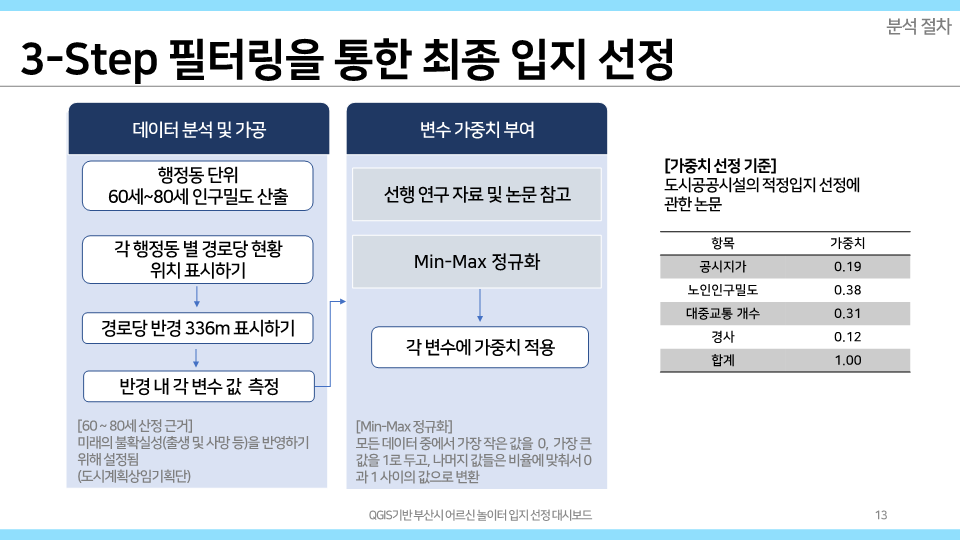 분석 절차
3-Step 필터링을 통한 최종 입지 선정
데이터 분석 및 가공
행정동 단위
60세~80세 인구밀도 산출
각 행정동 별 경로당 현황
위치 표시하기
경로당 반경 336m 표시하기
반경 내 각 변수 값 측정
[60 ~ 80세 산정 근거]
미래의 불확실성(출생 및 사망 등)을 반영하기
위해 설정됨
(도시계획상임기획단)
변수 가중치 부여
선행 연구 자료 및 논문 참고
Min-Max 정규화
각 변수에 가중치 적용
[Min-Max 정규화]
모든 데이터 중에서 가장 작은 값을 0, 가장 큰
값을 1로 두고, 나머지 값들은 비율에 맞춰서 0
과 1 사이의 값으로 변환
[가중치 선정 기준]
도시공공시설의 적정입지 선정에
관한 논문
항목 가중치
공시지가 0.19
노인인구밀도 0.38
대중교통 개수 0.31
경사 0.12
합계 1.00
QGIS기반 부산시 어르신 놀이터 입지 선정 대시보드
13